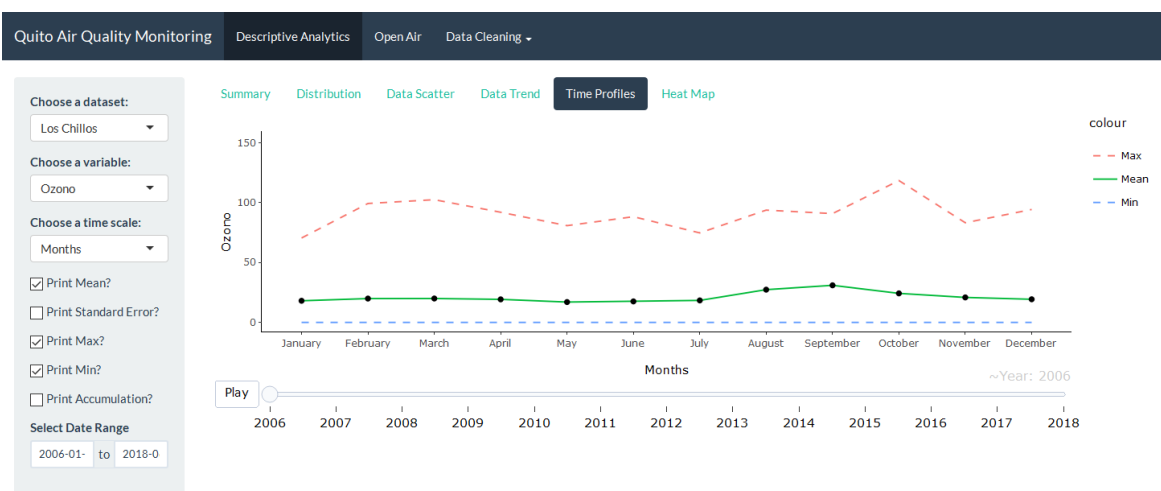 Quito Air Quality Monitoring Descriptive Analytics Open Air Data Cleaning
Choose a dataset:
Los Chillos
Choose a variable:
Ozono
Choose a time scale:
Months
Print Mean?
Print Standard Error?
Print Max?
Print Min?
Print Accumulation?
Select Date Range
2006-01- to 2018-0
Summary Distribution Data Scatter Data Trend Time Profiles Heat Map
colour
Max
Mean
Min
150
100
50
0
Ozono
January February March April May June July August September October November December
Months
~Year: 2006
Play
2006 2007 2008 2009 2010 2011 2012 2013 2014 2015 2016 2017 2018